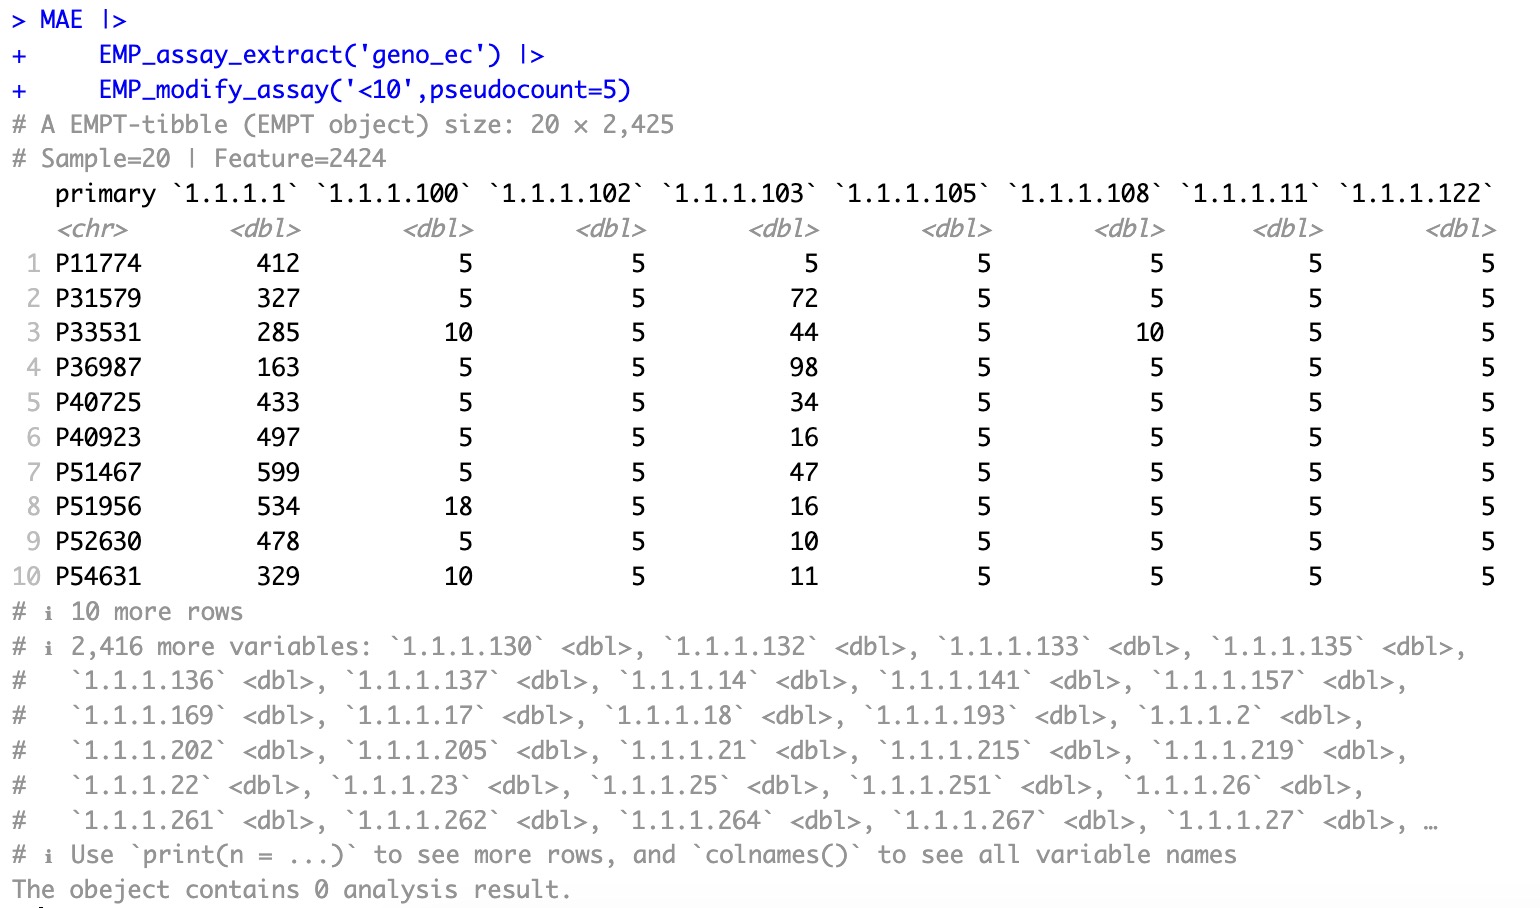 > MAE |>
+     EMP_assay_extract('geno_ec') |>
+     EMP_modify_assay('<10',pseudocount=5)
# A EMPT-tibble (EMPT object) size: 20 × 2,425
# Sample=20 | Feature=2424
   primary `1.1.1.1` `1.1.1.100` `1.1.1.102` `1.1.1.103` `1.1.1.105` `1.1.1.108` `1.1.1.11` `1.1.1.122`
   <chr>       <dbl>       <dbl>       <dbl>       <dbl>       <dbl>       <dbl>      <dbl>       <dbl>
 1 P11774        412           5           5           5           5           5          5           5
 2 P31579        327           5           5          72           5           5          5           5
 3 P33531        285          10           5          44           5          10          5           5
 4 P36987        163           5           5          98           5           5          5           5
 5 P40725        433           5           5          34           5           5          5           5
 6 P40923        497           5           5          16           5           5          5           5
 7 P51467        599           5           5          47           5           5          5           5
 8 P51956        534          18           5          16           5           5          5           5
 9 P52630        478           5           5          10           5           5          5           5
10 P54631        329          10           5          11           5           5          5           5
# ℹ 10 more rows
# ℹ 2,416 more variables: `1.1.1.130` <dbl>, `1.1.1.132` <dbl>, `1.1.1.133` <dbl>, `1.1.1.135` <dbl>,
#   `1.1.1.136` <dbl>, `1.1.1.137` <dbl>, `1.1.1.14` <dbl>, `1.1.1.141` <dbl>, `1.1.1.157` <dbl>,
#   `1.1.1.169` <dbl>, `1.1.1.17` <dbl>, `1.1.1.18` <dbl>, `1.1.1.193` <dbl>, `1.1.1.2` <dbl>,
#   `1.1.1.202` <dbl>, `1.1.1.205` <dbl>, `1.1.1.21` <dbl>, `1.1.1.215` <dbl>, `1.1.1.219` <dbl>,
#   `1.1.1.22` <dbl>, `1.1.1.23` <dbl>, `1.1.1.25` <dbl>, `1.1.1.251` <dbl>, `1.1.1.26` <dbl>,
#   `1.1.1.261` <dbl>, `1.1.1.262` <dbl>, `1.1.1.264` <dbl>, `1.1.1.267` <dbl>, `1.1.1.27` <dbl>, …
# ℹ Use `print(n = ...)` to see more rows, and `colnames()` to see all variable names
The obeject contains 0 analysis result.